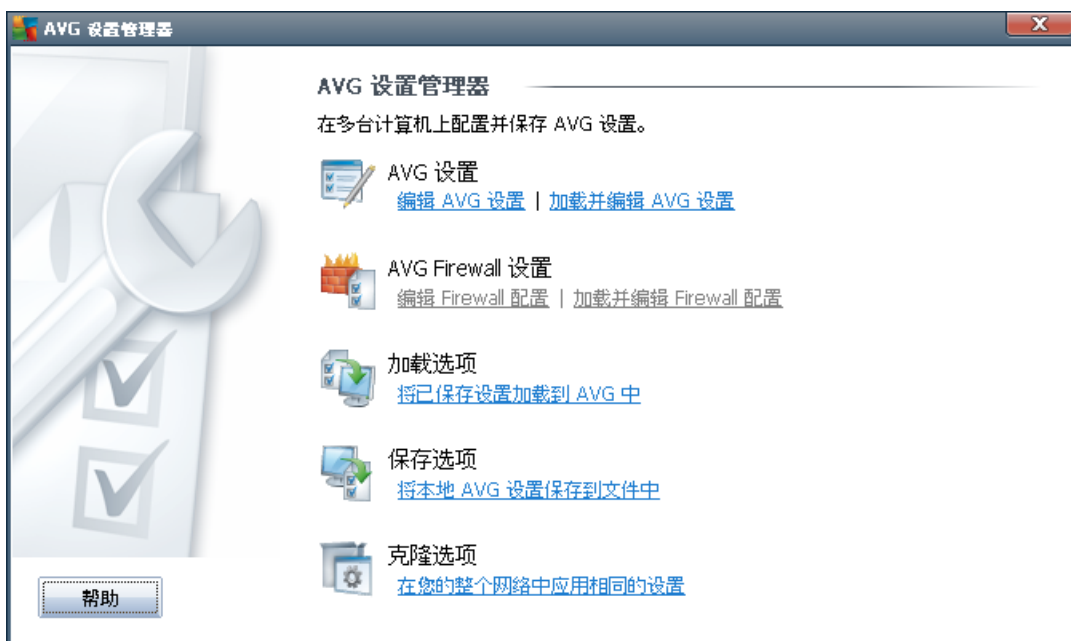 AVG 设置管理器
AVG 设置管理器
在多台计算机上配置并保存 AVG 设置。
AVG 设置
编辑 AVG 设置 | 加载并编辑 AVG 设置
AVG Firewall 设置
编辑 Firewall 配置 | 加载并编辑 Firewall 配置
加载选项
将已保存设置加载到 AVG 中
保存选项
将本地 AVG 设置保存到文件中
克隆选项
在您的整个网络中应用相同的设置
帮助